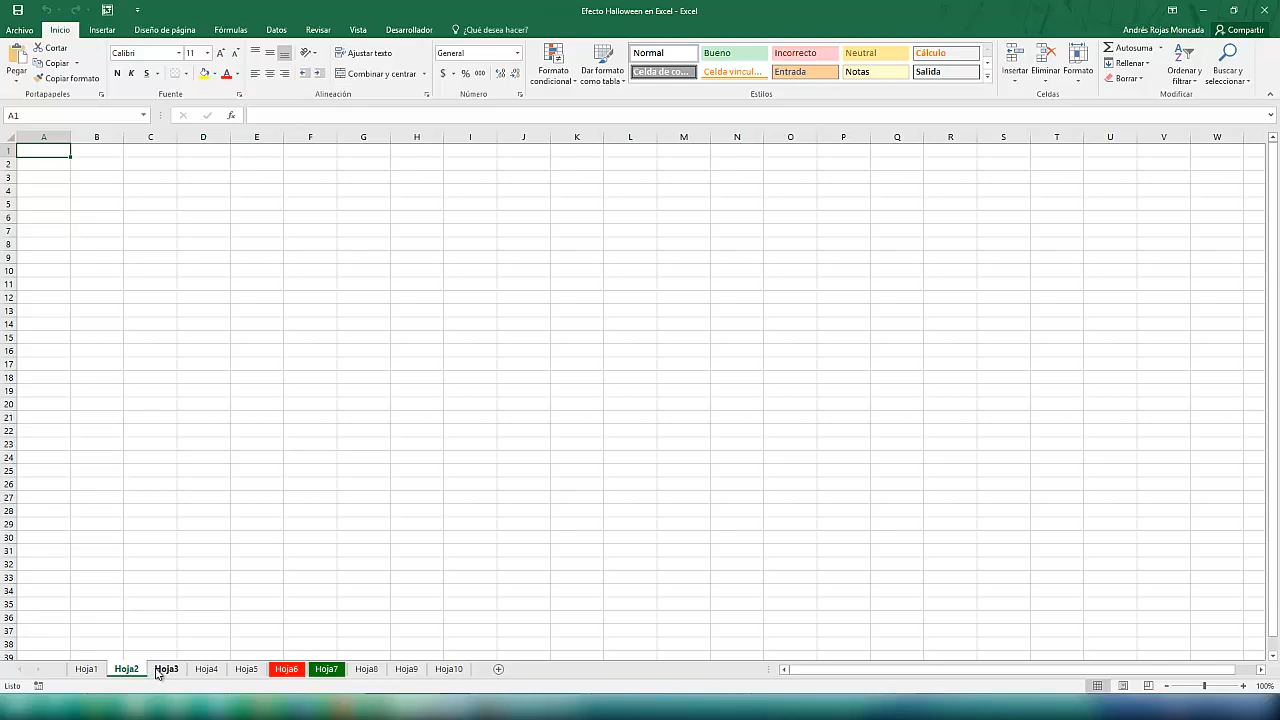 Efecto Halloween en Excel - Excel
Archivo Inicio Insertar Diseño de página Fórmulas Datos Revisar Vista Desarrollador ¿Qué desea hacer? Andrés Rojas Moncada Compartir
Pegar
Cortar
Copiar
Copiar formato
Portapapeles
Calibri 11
N K S
Fuente
Ajustar texto
Combinar y centrar
Alineación
General
$ % 000
Número
Formato condicional
Dar formato como tabla
Normal Bueno Incorrecto Neutral Cálculo
Celda de co... Celda vincul... Entrada Notas Salida
Estilos
Insertar Eliminar Formato
Celdas
Autosuma
Rellenar
Borrar
Ordenar y filtrar
Buscar y seleccionar
Modificar
A1 fx
A B C D E F G H I J K L M N O P Q R S T U V W
1
2
3
4
5
6
7
8
9
10
11
12
13
14
15
16
17
18
19
20
21
22
23
24
25
26
27
28
29
30
31
32
33
34
35
36
37
38
39
Hoja1 Hoja2 Hoja3 Hoja4 Hoja5 Hoja6 Hoja7 Hoja8 Hoja9 Hoja10
Listo 100%